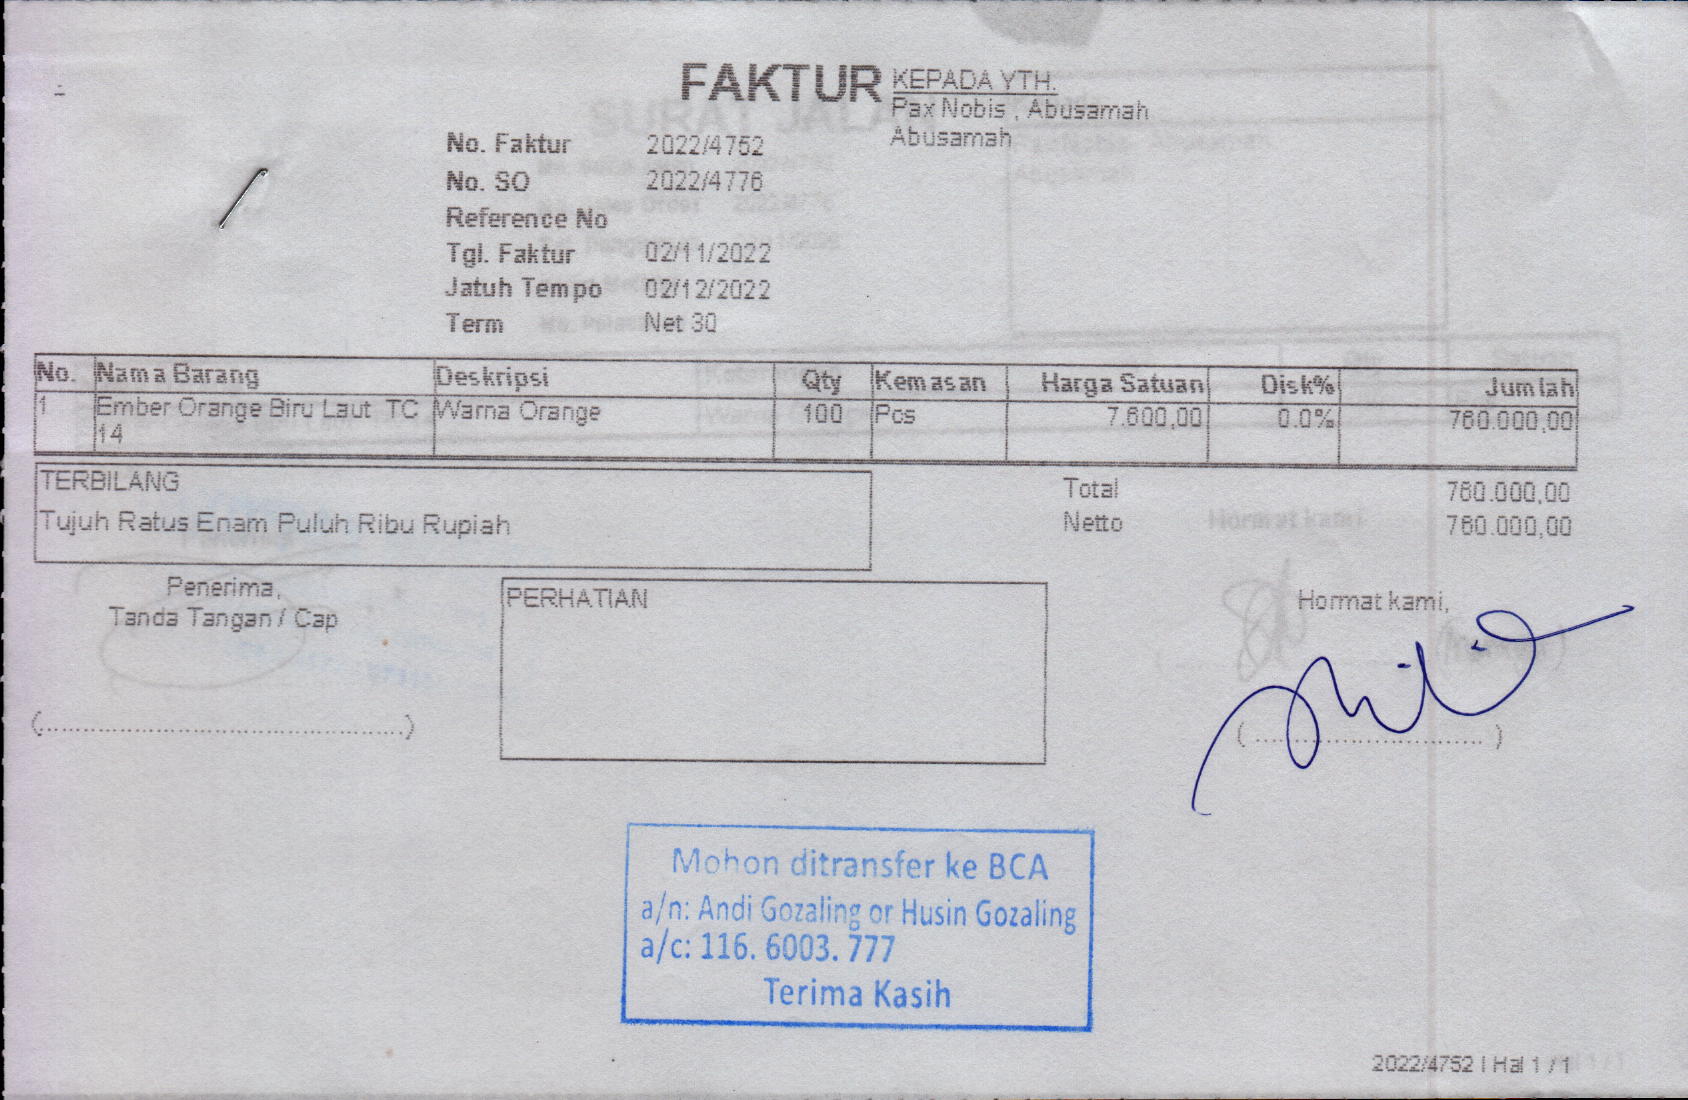 FAKTUR
KEPADA YTH.
Pax Nobis , Abusamah
Abusamah
No. Faktur 2022/4752
No. SO 2022/4776
Reference No
Tgl. Faktur 02/11/2022
Jatuh Tempo 02/12/2022
Term Net 30
No. Nama Barang Deskripsi Qty Kemasan Harga Satuan Disk% Jumlah
1 Ember Orange Biru Laut TC Warna Orange 100 Pcs 7.600,00 0.0% 760.000,00
14
TERBILANG
Tujuh Ratus Enam Puluh Ribu Rupiah
Total 760.000,00
Netto 760.000,00
Penerima,
Tanda Tangan / Cap
PERHATIAN
Hormat kami,
(..............................................)
( .............................. )
Mohon ditransfer ke BCA
a/n: Andi Gozaling or Husin Gozaling
a/c: 116. 6003. 777
Terima Kasih
2022/4752 | Hal 1 / 1